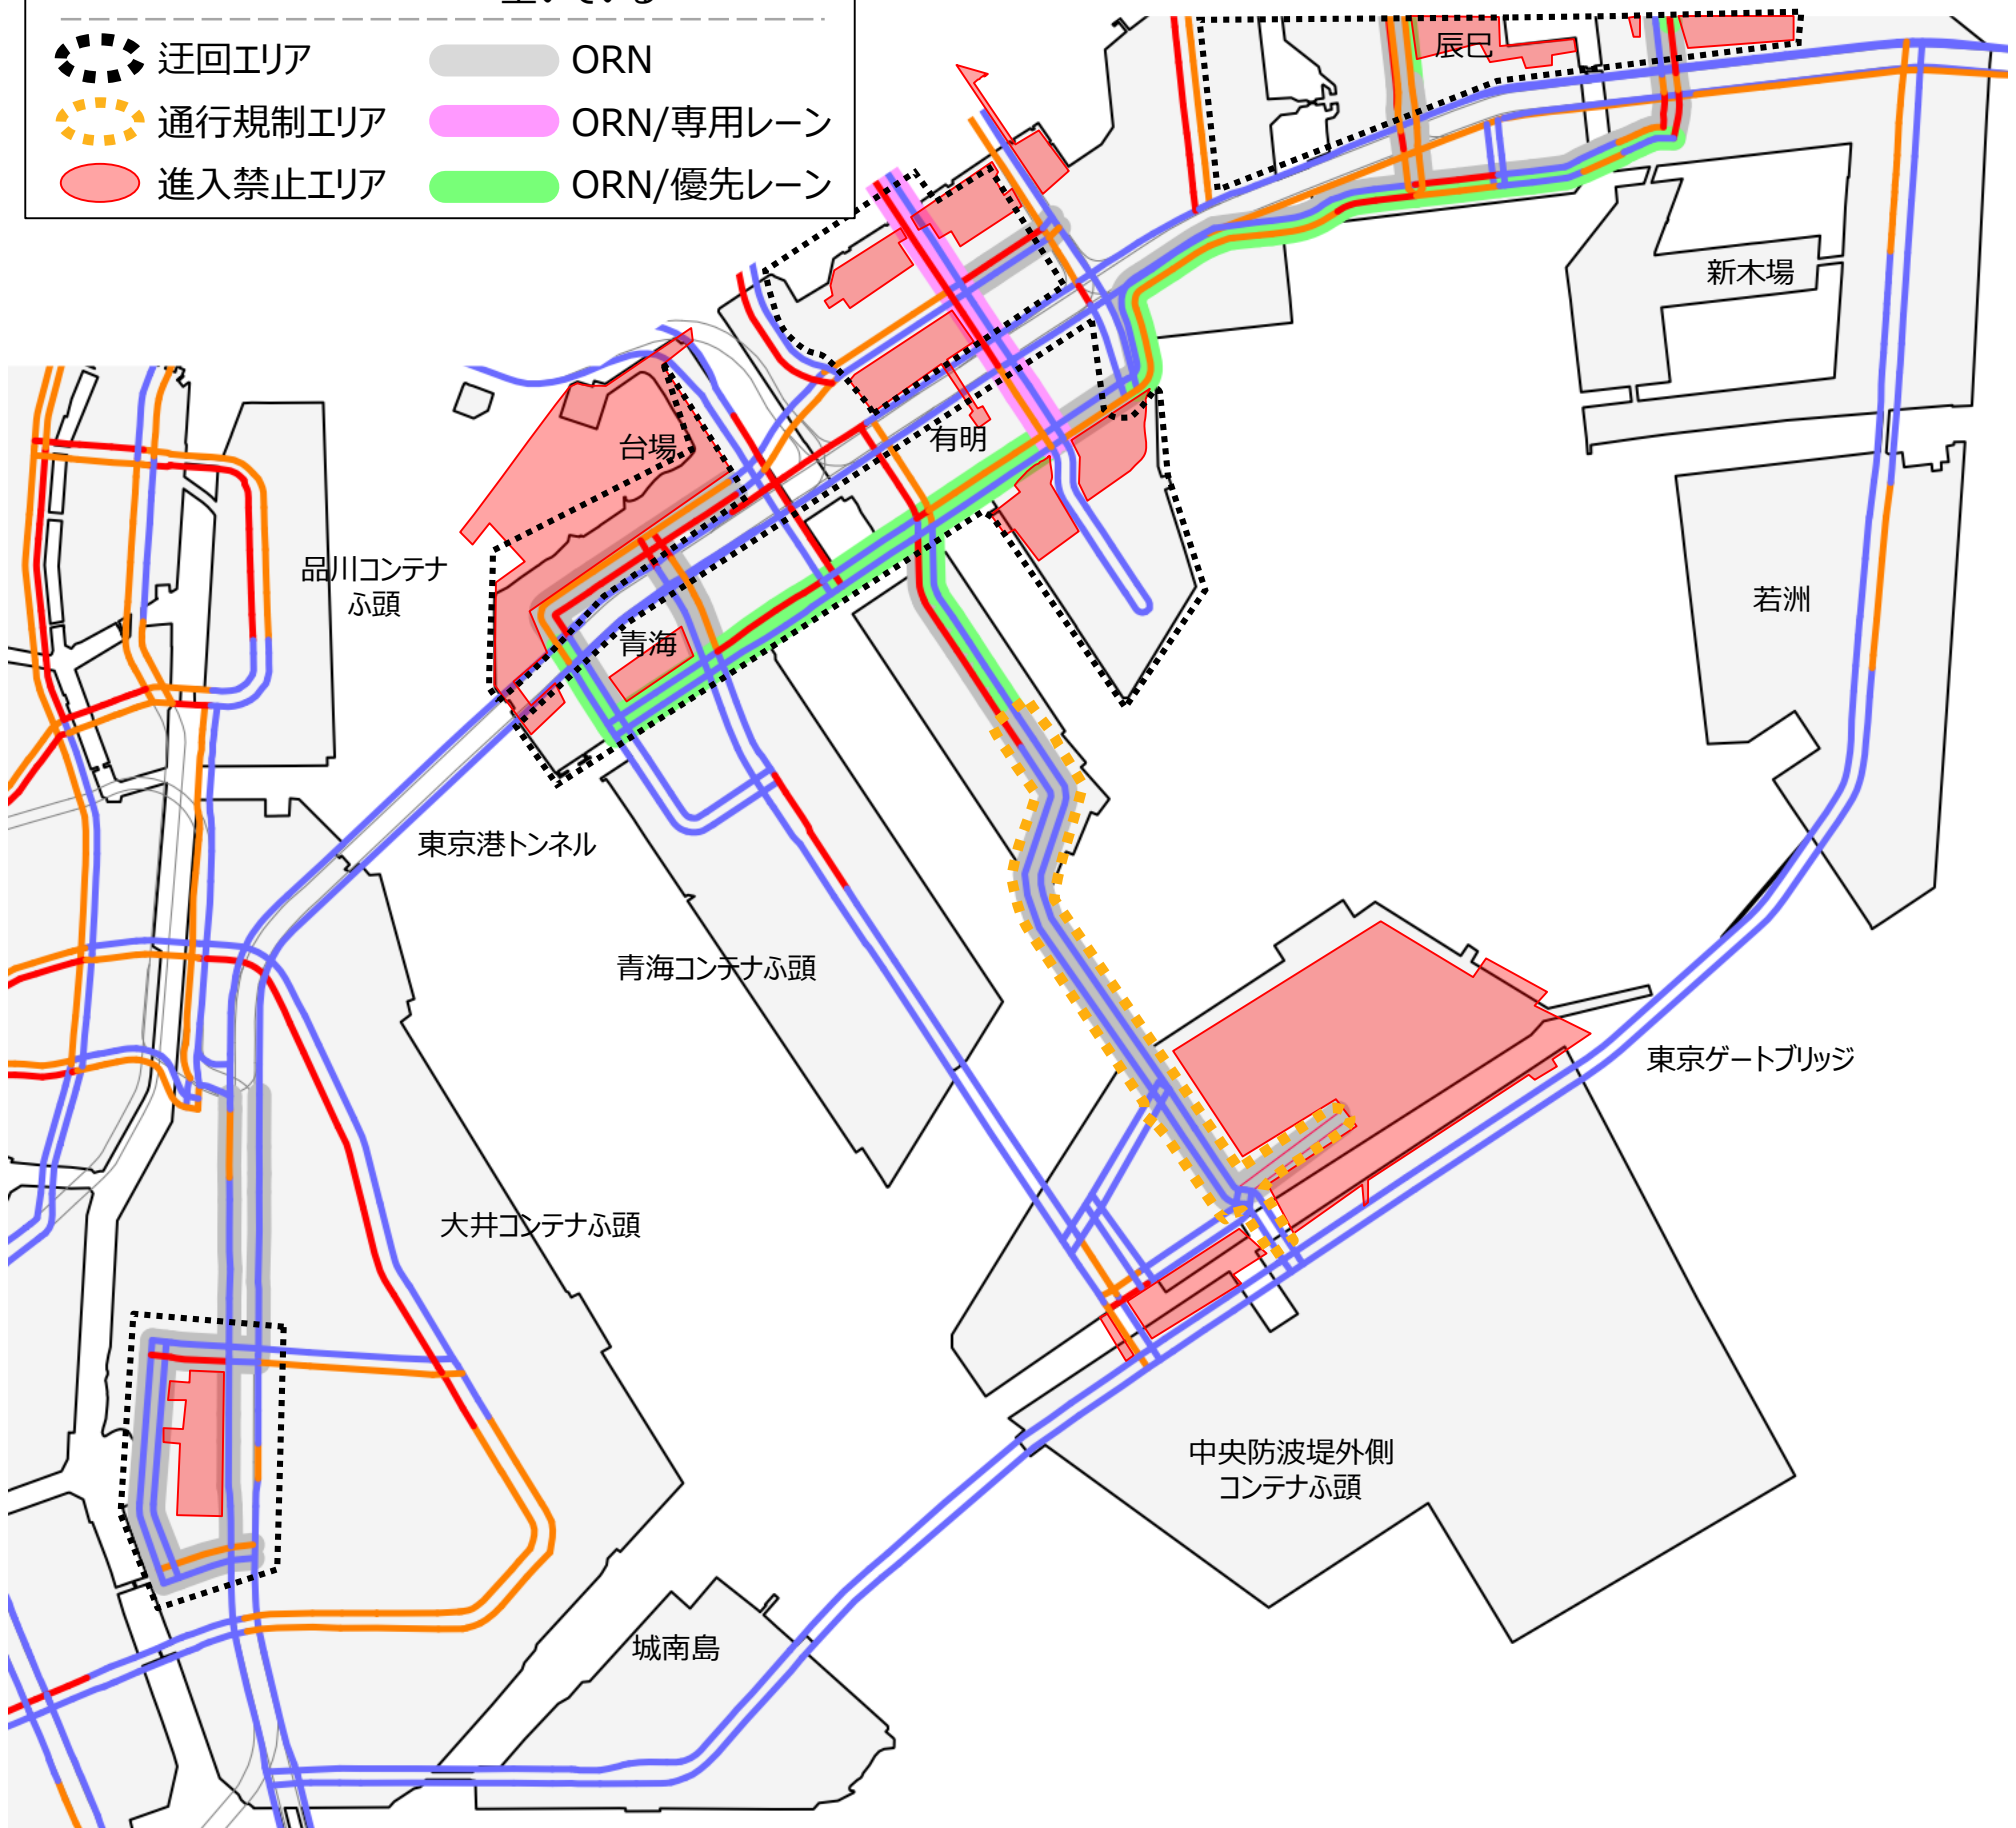 空いている
迂回エリア
ORN
通行規制エリア
ORN/専用レーン
進入禁止エリア
ORN/優先レーン
辰巳
新木場
台場
有明
品川コンテナ
ふ頭
若洲
青海
東京港トンネル
青海コンテナふ頭
東京ゲートブリッジ
大井コンテナふ頭
中央防波堤外側
コンテナふ頭
城南島